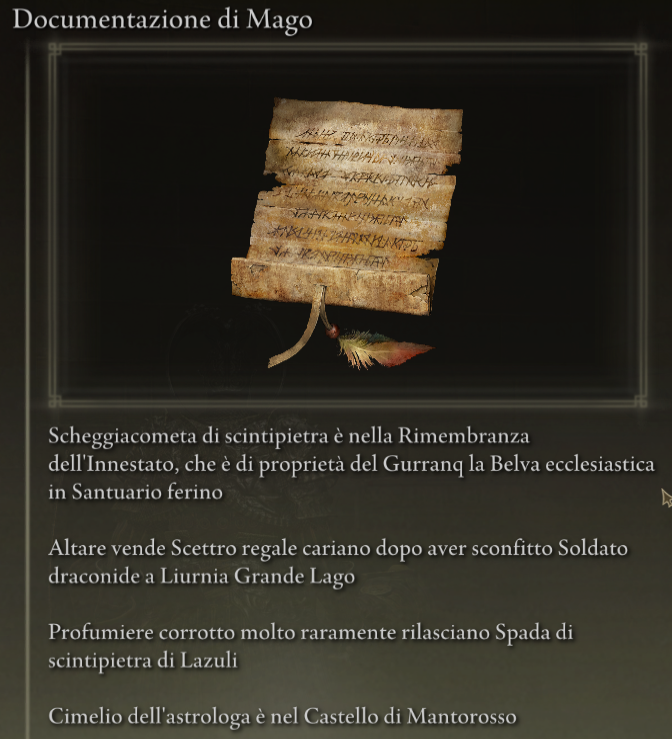 Documentazione di Mago
Scheggiacometa di scintipietra è nella Rimembranza
dell'Innestato, che è di proprietà del Gurranq la Belva ecclesiastica
in Santuario ferino
Altare vende Scettro regale cariano dopo aver sconfitto Soldato
draconide a Liurnia Grande Lago
Profumiere corrotto molto raramente rilasciano Spada di
scintipietra di Lazuli
Cimelio dell'astrologa è nel Castello di Mantorosso